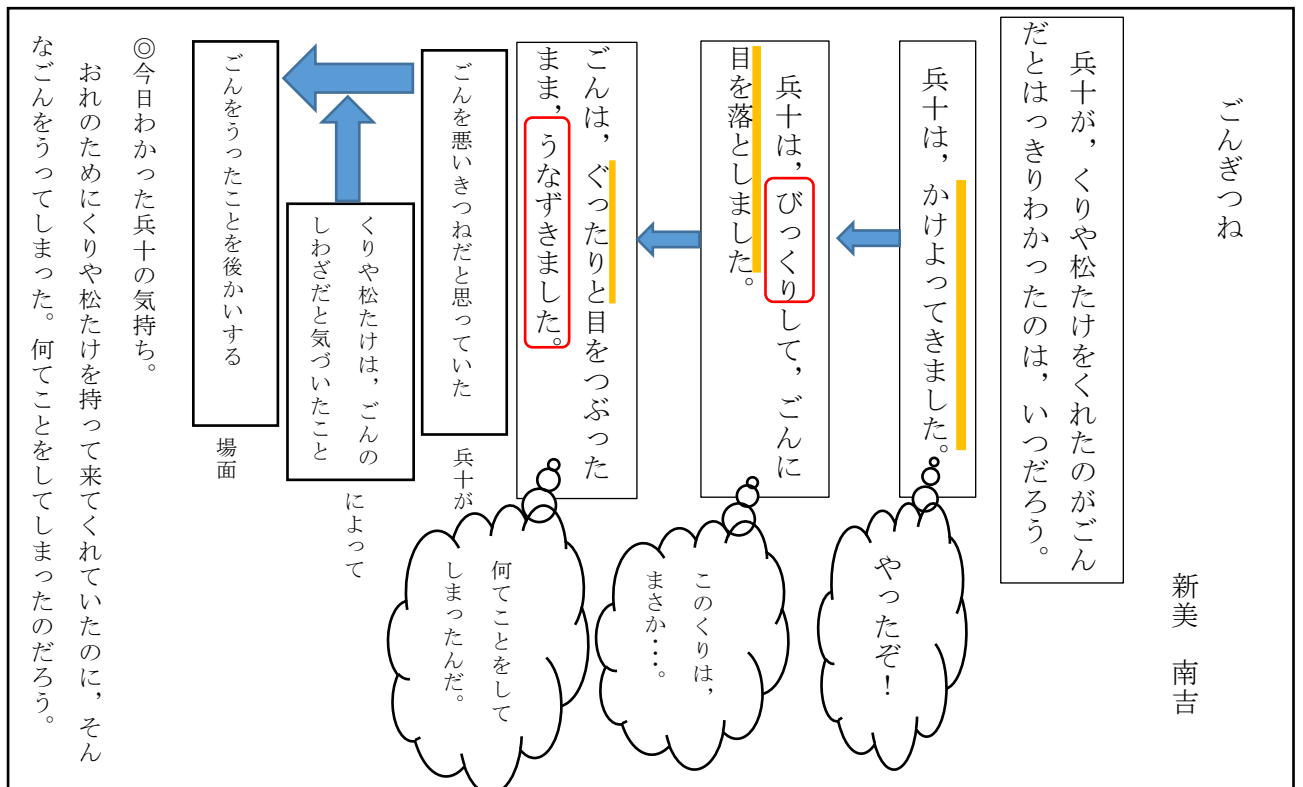 ごんぎつね
新美　南吉
兵十が，くりや松たけをくれたのがごん
だとはっきりわかったのは，いつだろう。
兵十は，かけよってきました。
やったぞ！
兵十は，びっくりして，ごんに
目を落としました。
このくりは，
まさか・・・。
ごんは，ぐったりと目をつぶった
まま，うなずきました。
何てことをして
しまったんだ。
ごんを悪いきつねだと思っていた
兵十が
くりや松たけは，ごんの
しわざだと気づいたこと
によって
ごんをうったことを後かいする
場面
◎今日わかった兵十の気持ち。
おれのためにくりや松たけを持って来てくれていたのに，そん
なごんをうってしまった。何てことをしてしまったのだろう。